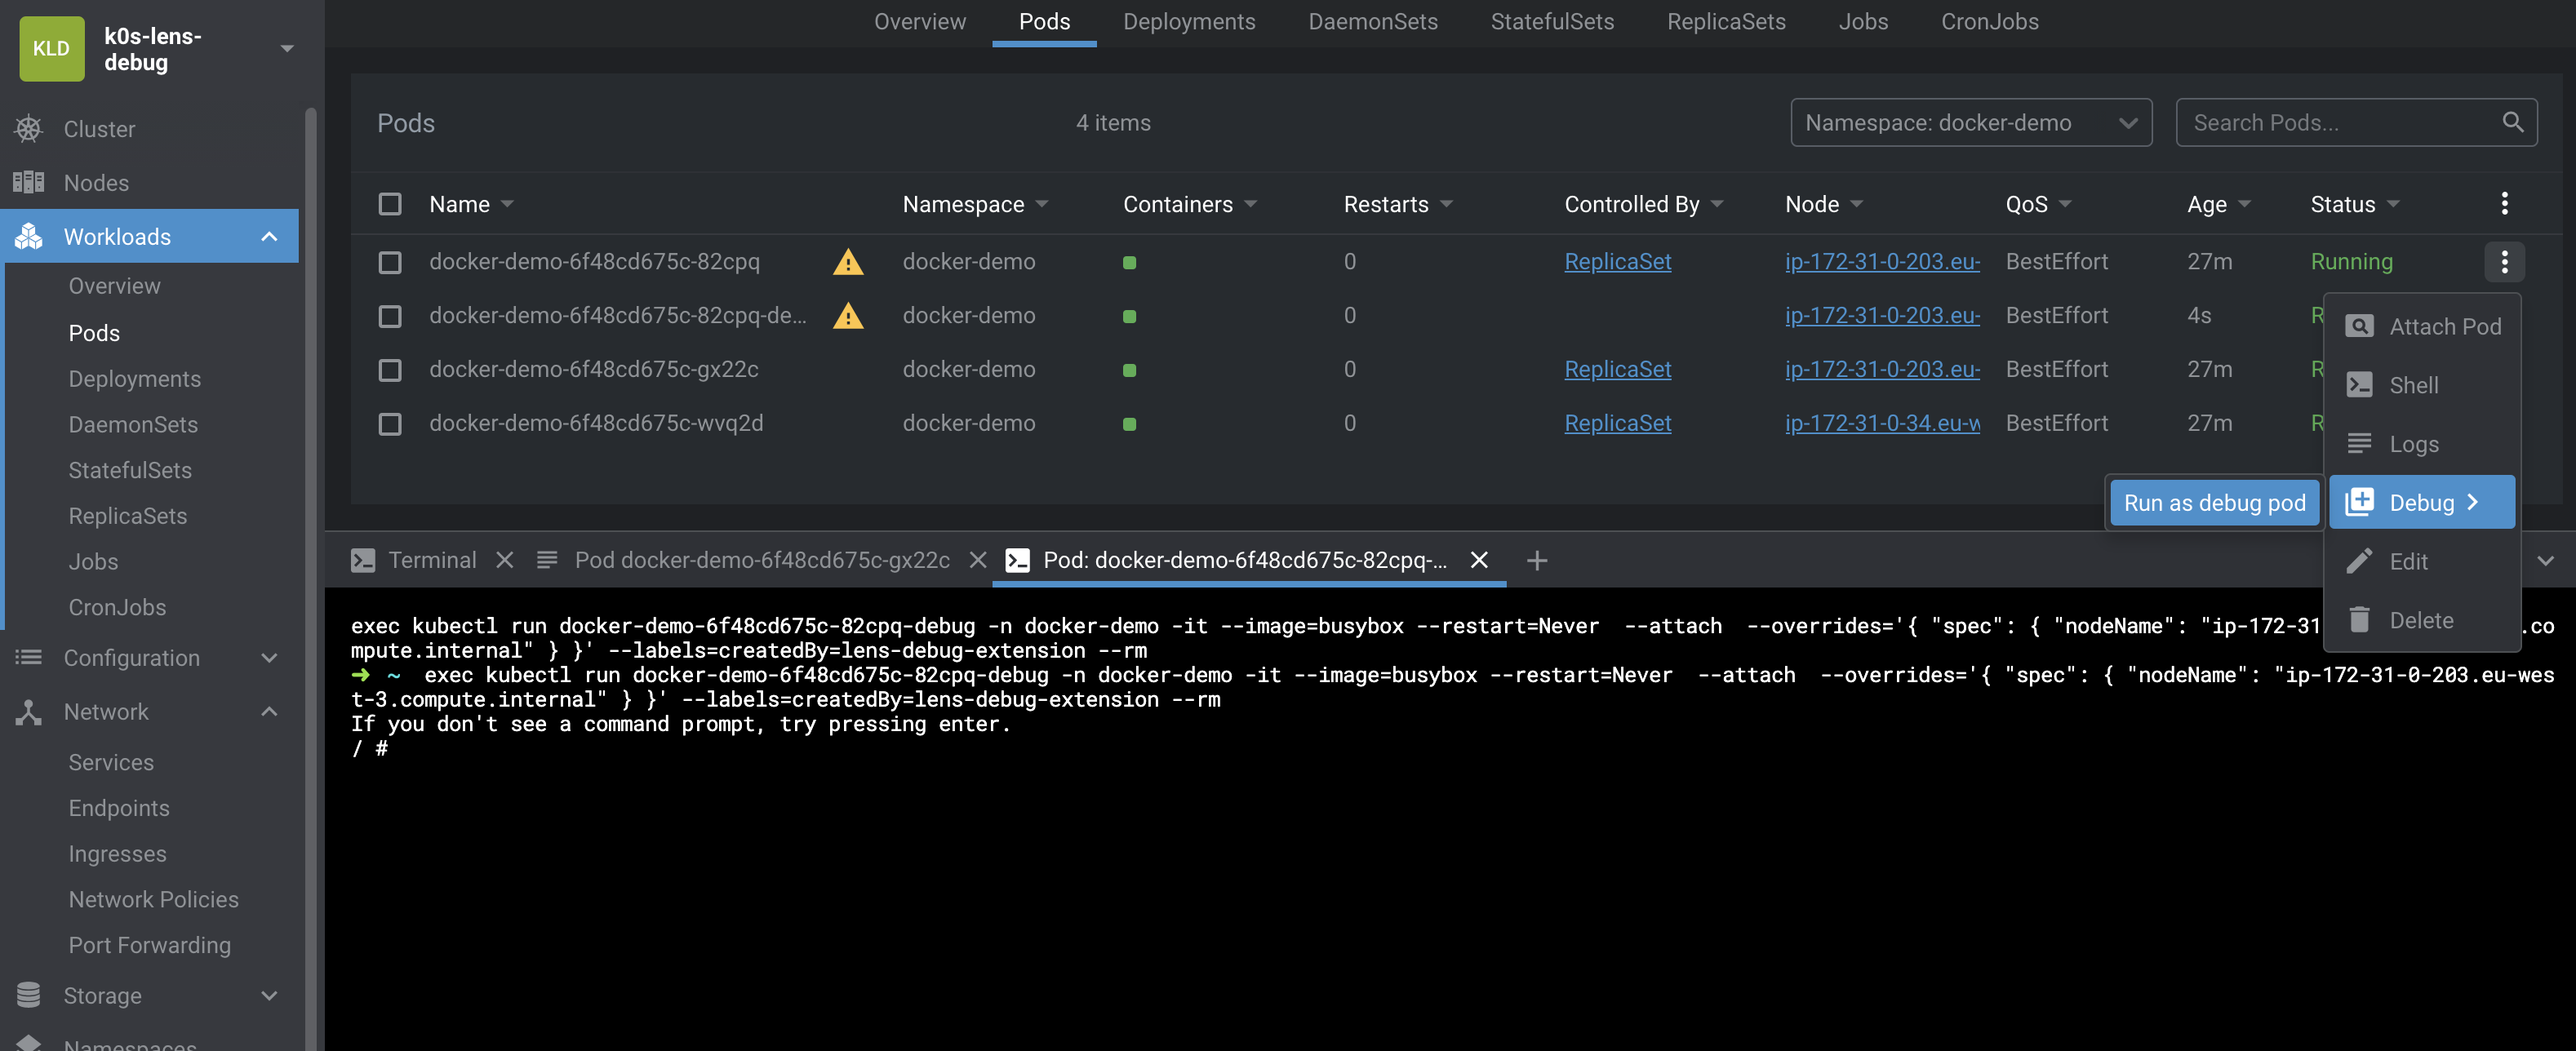 KLD
k0s-lens-
debug
Overview
Pods
Deployments
DaemonSets
StatefulSets
ReplicaSets
Jobs
CronJobs
Cluster
Nodes
Workloads
Overview
Pods
Deployments
DaemonSets
StatefulSets
ReplicaSets
Jobs
CronJobs
Configuration
Network
Services
Endpoints
Ingresses
Network Policies
Port Forwarding
Storage
Namespaces
Pods 4 items Namespace: docker-demo Search Pods...
Name Namespace Containers Restarts Controlled By Node QoS Age Status
docker-demo-6f48cd675c-82cpq docker-demo 0 ReplicaSet ip-172-31-0-203.eu- BestEffort 27m Running
docker-demo-6f48cd675c-82cpq-de... docker-demo 0 ip-172-31-0-203.eu- BestEffort 4s R
docker-demo-6f48cd675c-gx22c docker-demo 0 ReplicaSet ip-172-31-0-203.eu- BestEffort 27m R
docker-demo-6f48cd675c-wvq2d docker-demo 0 ReplicaSet ip-172-31-0-34.eu-w BestEffort 27m R
Attach Pod
Shell
Logs
Run as debug pod
Debug
Edit
Delete
Terminal
Pod docker-demo-6f48cd675c-gx22c
Pod: docker-demo-6f48cd675c-82cpq-...
exec kubectl run docker-demo-6f48cd675c-82cpq-debug -n docker-demo -it --image=busybox --restart=Never --attach --overrides='{ "spec": { "nodeName": "ip-172-31 .co
mpute.internal" } }' --labels=createdBy=lens-debug-extension --rm
➜ ~ exec kubectl run docker-demo-6f48cd675c-82cpq-debug -n docker-demo -it --image=busybox --restart=Never --attach --overrides='{ "spec": { "nodeName": "ip-172-31-0-203.eu-wes
t-3.compute.internal" } }' --labels=createdBy=lens-debug-extension --rm
If you don't see a command prompt, try pressing enter.
/ #